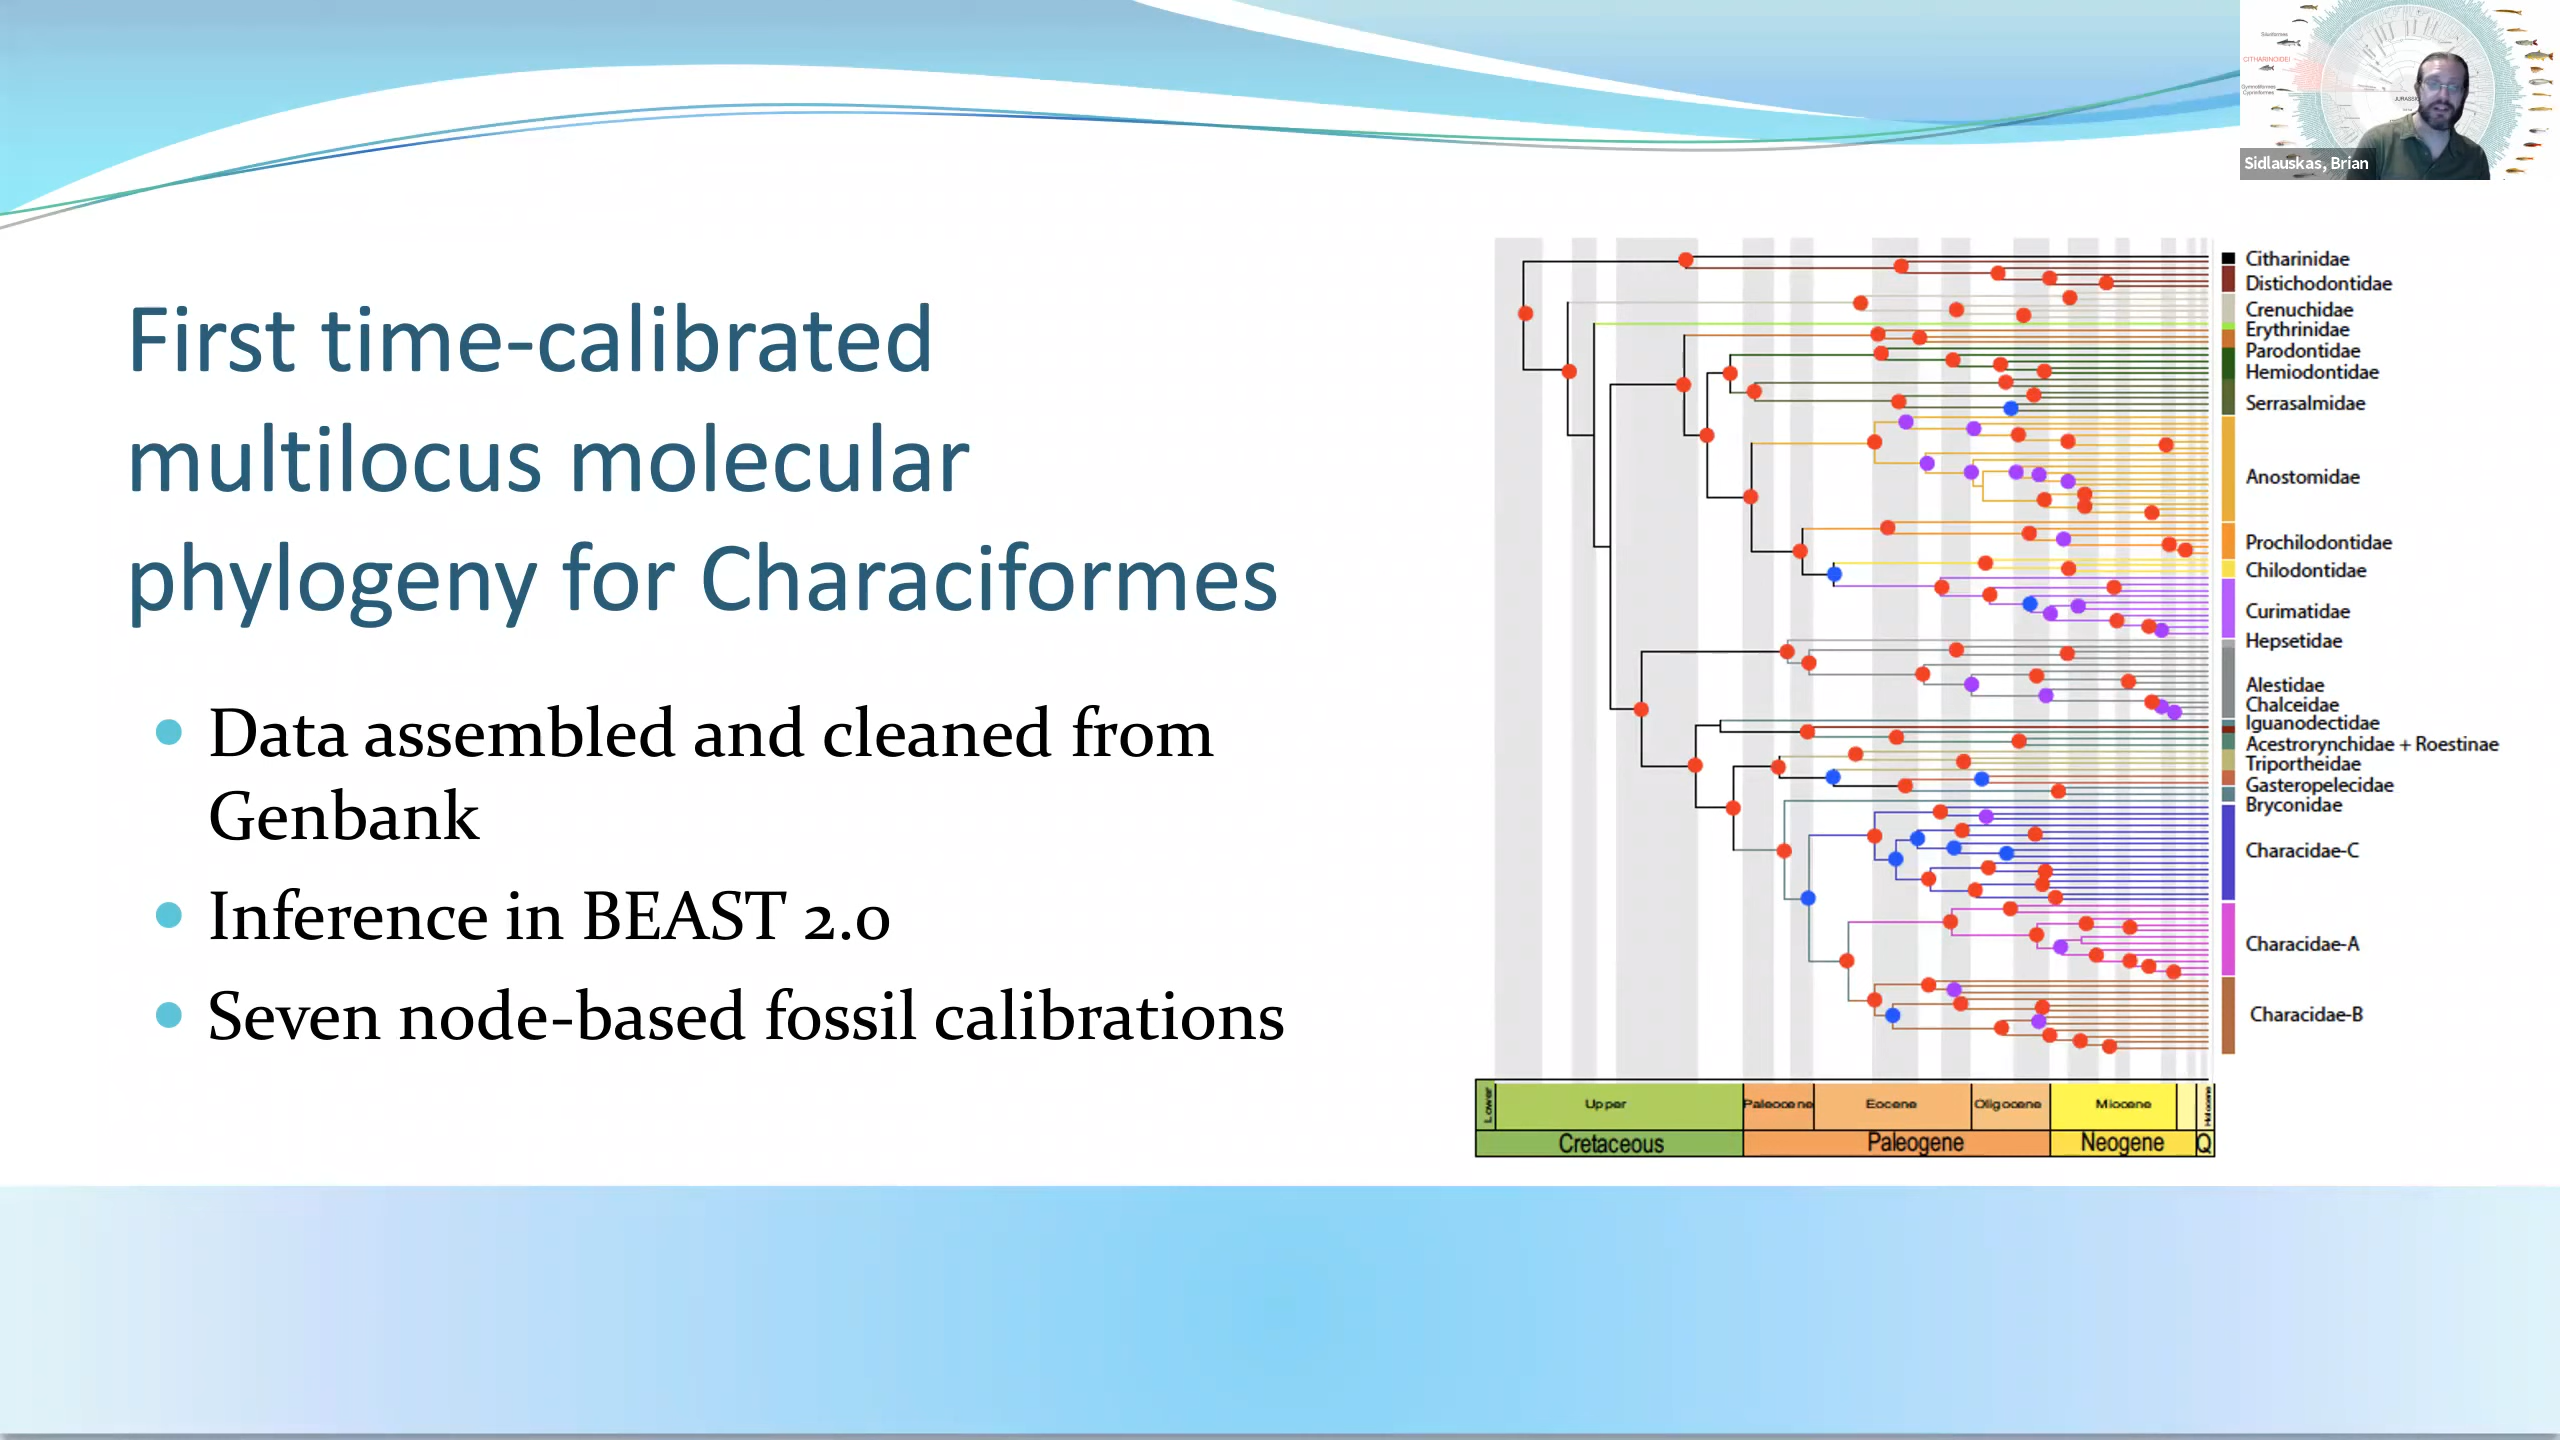 First time-calibrated
multilocus molecular
phylogeny for Characiformes
Data assembled and cleaned from
Genbank
Inference in BEAST 2.0
Seven node-based fossil calibrations
Citharinidae
Distichodontidae
Crenuchidae
Erythrinidae
Parodontidae
Hemiodontidae
Serrasalmidae
Anostomidae
Prochilodontidae
Chilodontidae
Curimatidae
Hepsetidae
Alestidae
Chalceidae
Iguanodectidae
Acestrorynchidae + Roestinae
Triportheidae
Gasteropelecidae
Bryconidae
Characidae-C
Characidae-A
Characidae-B
Lower
Upper
Paleocene
Eocene
Oligocene
Miocene
Holocene
Cretaceous
Paleogene
Neogene
Q
CITHARINOIDEI
Sidlauskas, Brian